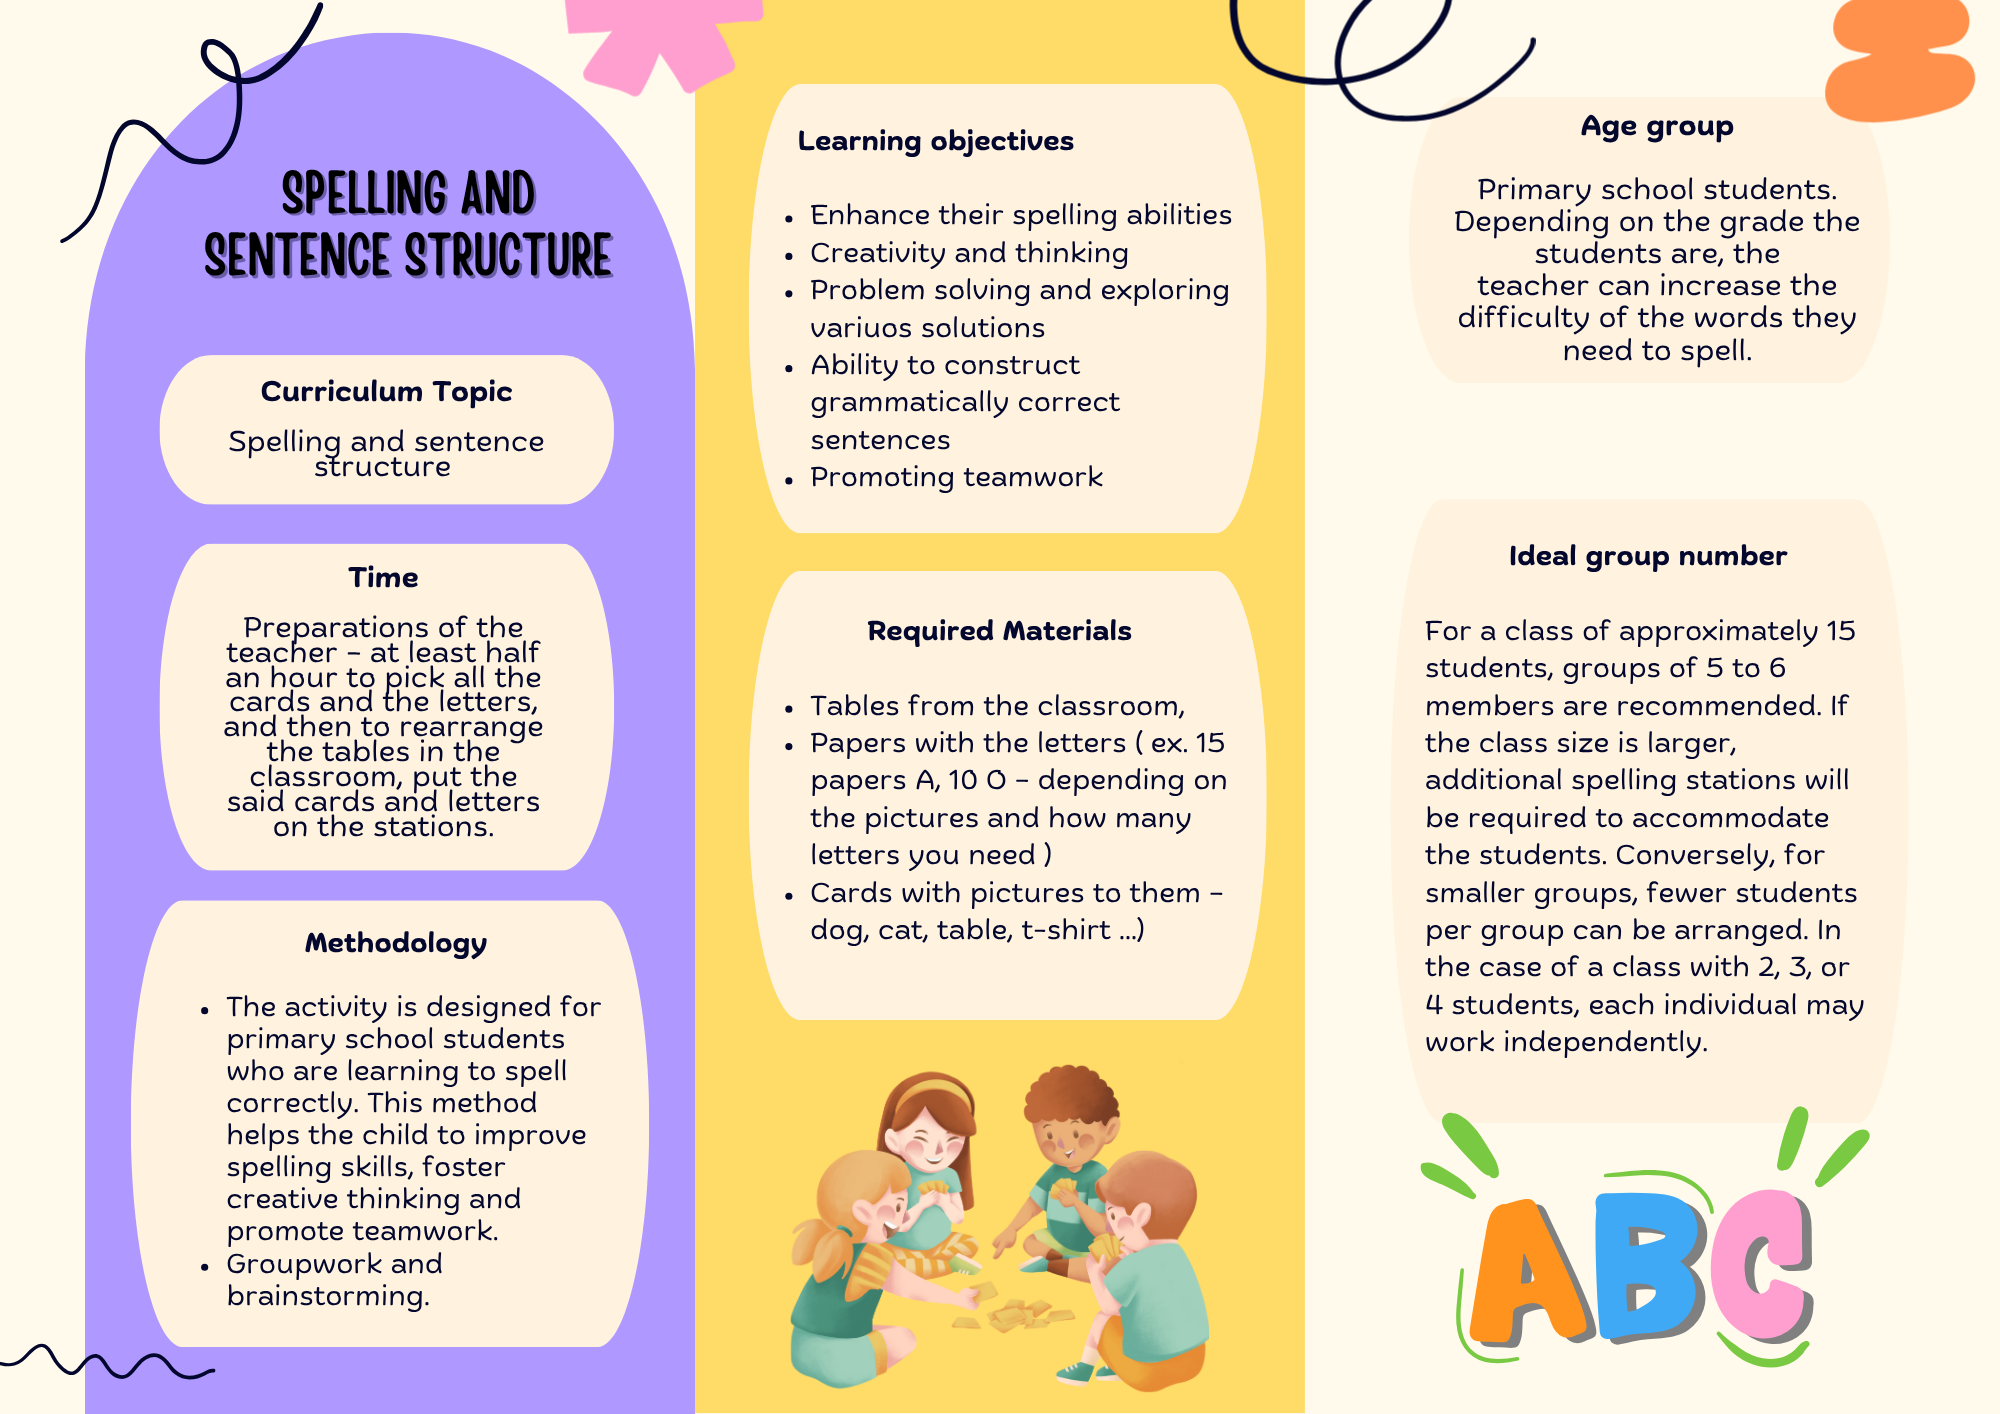 SPELLING AND
SENTENCE STRUCTURE
Curriculum Topic
Spelling and sentence
structure
Time
Preparations of the
teacher – at least half
an hour to pick all the
cards and the letters,
and then to rearrange
the tables in the
classroom, put the
said cards and letters
on the stations.
Methodology
• The activity is designed for
primary school students
who are learning to spell
correctly. This method
helps the child to improve
spelling skills, foster
creative thinking and
promote teamwork.
• Groupwork and
brainstorming.
Learning objectives
• Enhance their spelling abilities
• Creativity and thinking
• Problem solving and exploring
variuos solutions
• Ability to construct
grammatically correct
sentences
• Promoting teamwork
Required Materials
• Tables from the classroom,
• Papers with the letters ( ex. 15
papers A, 10 O – depending on
the pictures and how many
letters you need )
• Cards with pictures to them –
dog, cat, table, t-shirt ...)
Age group
Primary school students.
Depending on the grade the
students are, the
teacher can increase the
difficulty of the words they
need to spell.
Ideal group number
For a class of approximately 15
students, groups of 5 to 6
members are recommended. If
the class size is larger,
additional spelling stations will
be required to accommodate
the students. Conversely, for
smaller groups, fewer students
per group can be arranged. In
the case of a class with 2, 3, or
4 students, each individual may
work independently.
ABC